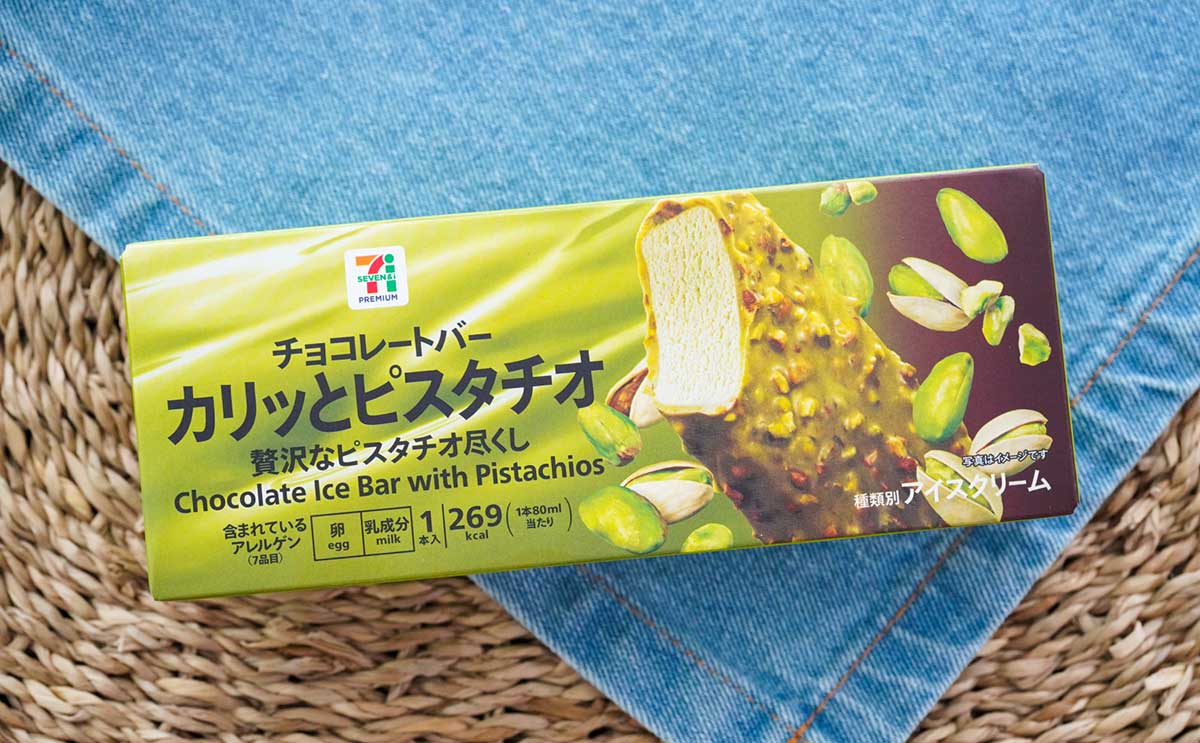 SEVEN&i
PREMIUM
チョコレートバー
カリッとピスタチオ
贅沢なピスタチオ尽くし
Chocolate Ice Bar with Pistachios
含まれている
アレルゲン
(7品目)
卵
egg
乳成分
milk
1
本入
269
kcal
(1本80ml
当たり)
写真はイメージです
種類別 アイスクリーム